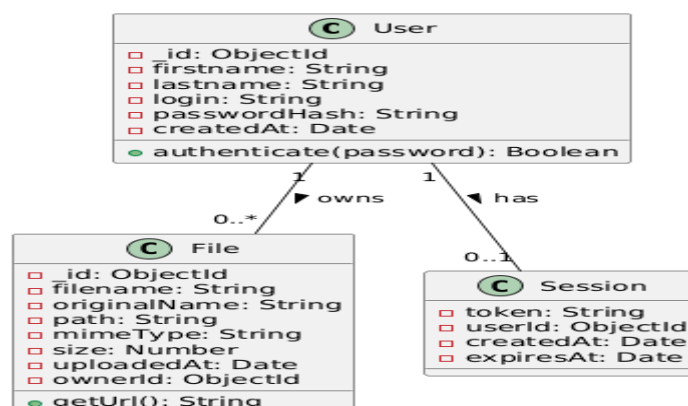 C User
_id: ObjectId
firstname: String
lastname: String
login: String
passwordHash: String
createdAt: Date
authenticate(password): Boolean
1
1
owns
has
0..*
0..1
C File
_id: ObjectId
filename: String
originalName: String
path: String
mimeType: String
size: Number
uploadedAt: Date
ownerId: ObjectId
getUrl(): String
C Session
token: String
userId: ObjectId
createdAt: Date
expiresAt: Date